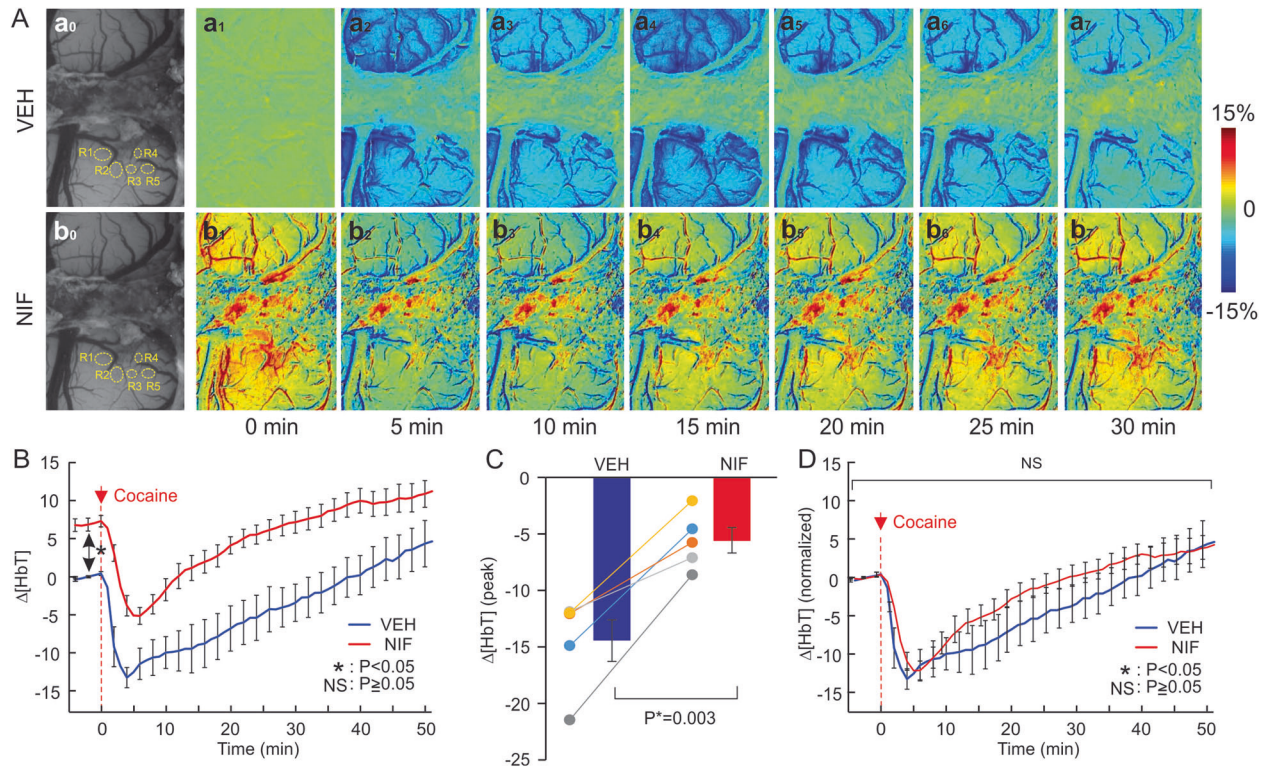 A
VEH
a0
a1
a2
a3
a4
a5
a6
a7
R1
R4
R2
R3
R5
15%
0
-15%
NIF
b0
b1
b2
b3
b4
b5
b6
b7
R1
R4
R2
R3
R5
0 min
5 min
10 min
15 min
20 min
25 min
30 min
B
Δ[HbT]
15
10
5
0
-5
-10
-15
Cocaine
*
VEH
NIF
* : P<0.05
NS: P≧0.05
0
10
20
30
40
50
Time (min)
C
VEH
NIF
Δ[HbT] (peak)
0
-5
-10
-15
-20
-25
P*=0.003
D
NS
Δ[HbT] (normalized)
15
10
5
0
-5
-10
-15
Cocaine
VEH
NIF
* : P<0.05
NS: P≧0.05
0
10
20
30
40
50
Time (min)